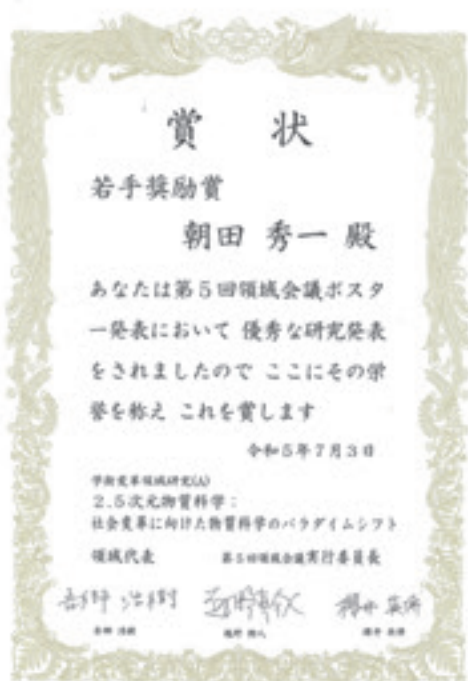 賞 状
若手奨励賞
朝田 秀一 殿
あなたは第5回領域会議ポスタ
ー発表において 優秀な研究発表
をされましたので ここにその栄
誉を称え これを賞します
令和5年7月3日
学術変革領域研究(A)
2.5次元物質科学:
社会変革に向けた物質科学のパラダイムシフト
領域代表 第5回領域会議実行委員長